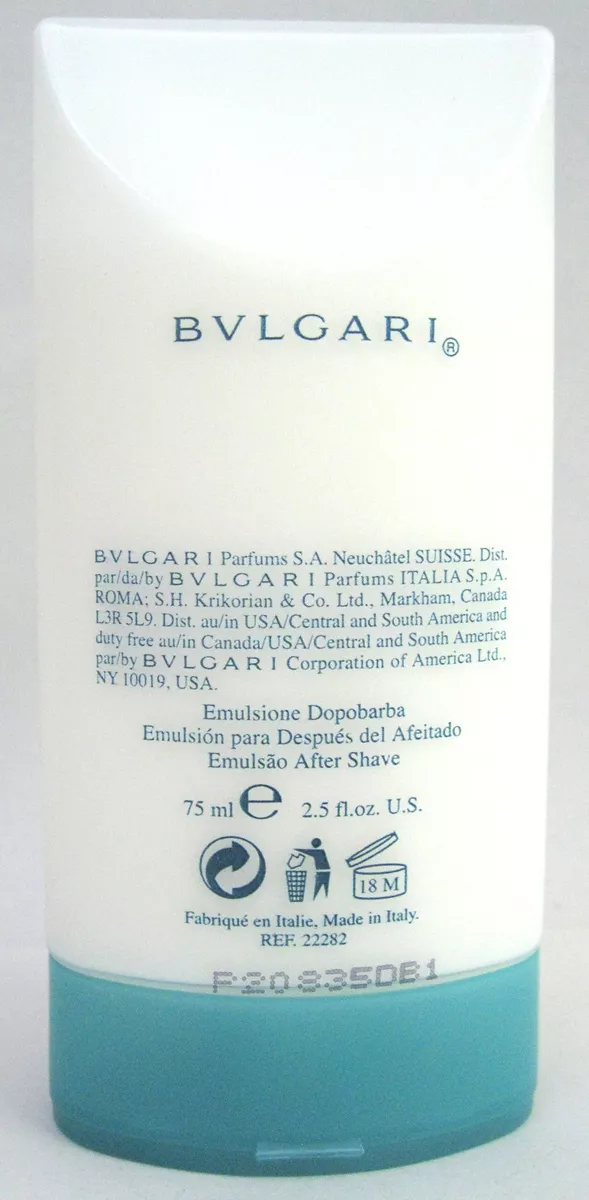 BVLGARI®
BVLGARI Parfums S.A. Neuchâtel SUISSE. Dist.
par/da/by BVLGARI Parfums ITALIA S.p.A.
ROMA; S.H. Krikorian & Co. Ltd., Markham, Canada
L3R 5L9. Dist. au/in USA/Central and South America and
duty free au/in Canada/USA/Central and South America
par/by BVLGARI Corporation of America Ltd.,
NY 10019, USA.
Emulsione Dopobarba
Emulsión para Después del Afeitado
Emulsão After Shave
75 ml ℮ 2.5 fl.oz. U.S.
18 M
Fabriqué en Italie, Made in Italy.
REF. 22282